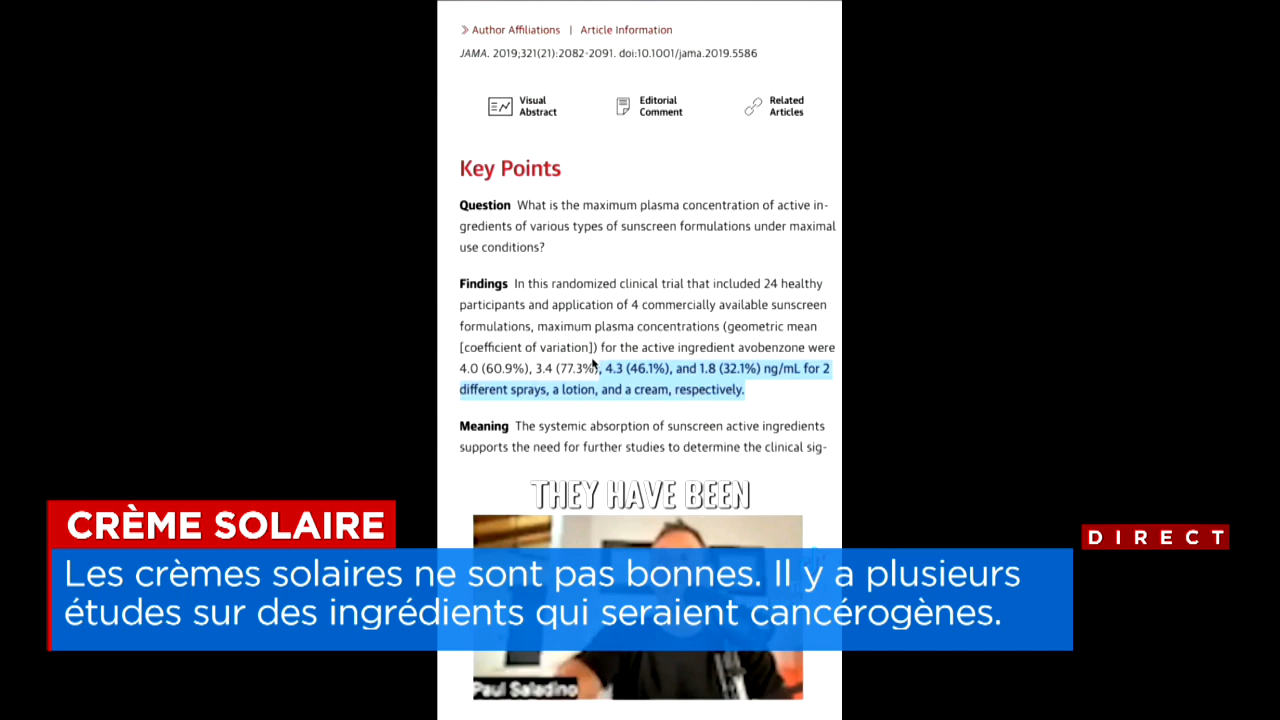 Author Affiliations | Article Information
JAMA. 2019;321(21):2082-2091. doi:10.1001/jama.2019.5586
Visual
Abstract
Editorial
Comment
Related
Articles
Key Points
Question What is the maximum plasma concentration of active in-
gredients of various types of sunscreen formulations under maximal
use conditions?
Findings In this randomized clinical trial that included 24 healthy
participants and application of 4 commercially available sunscreen
formulations, maximum plasma concentrations (geometric mean
[coefficient of variation]) for the active ingredient avobenzone were
4.0 (60.9%), 3.4 (77.3%), 4.3 (46.1%), and 1.8 (32.1%) ng/mL for 2
different sprays, a lotion, and a cream, respectively.
Meaning The systemic absorption of sunscreen active ingredients
supports the need for further studies to determine the clinical sig-
THEY HAVE BEEN
CRÈME SOLAIRE
DIRECT
Les crèmes solaires ne sont pas bonnes. Il y a plusieurs
études sur des ingrédients qui seraient cancérogènes.
Paul Saladino